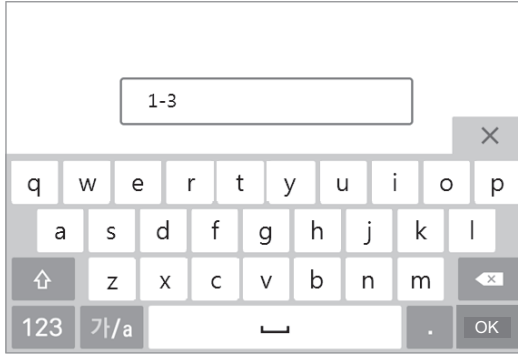 1-3
q w e r t y u i o p
a s d f g h j k l
z x c v b n m
123 가/a . OK